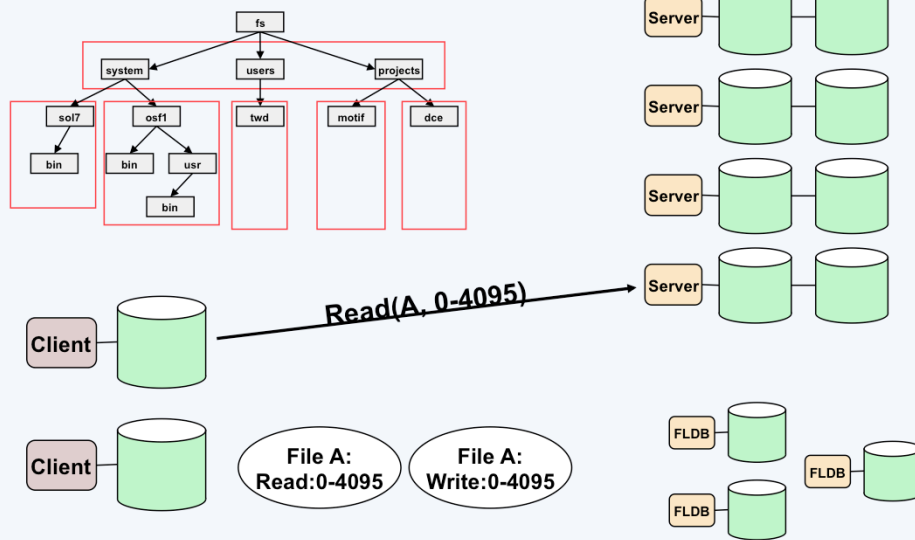 fs
system
users
projects
sol7
osf1
twd
motif
dce
bin
bin
usr
bin
Server
Server
Server
Server
Read(A, 0-4095)
Client
Client
File A:
Read:0-4095
File A:
Write:0-4095
FLDB
FLDB
FLDB